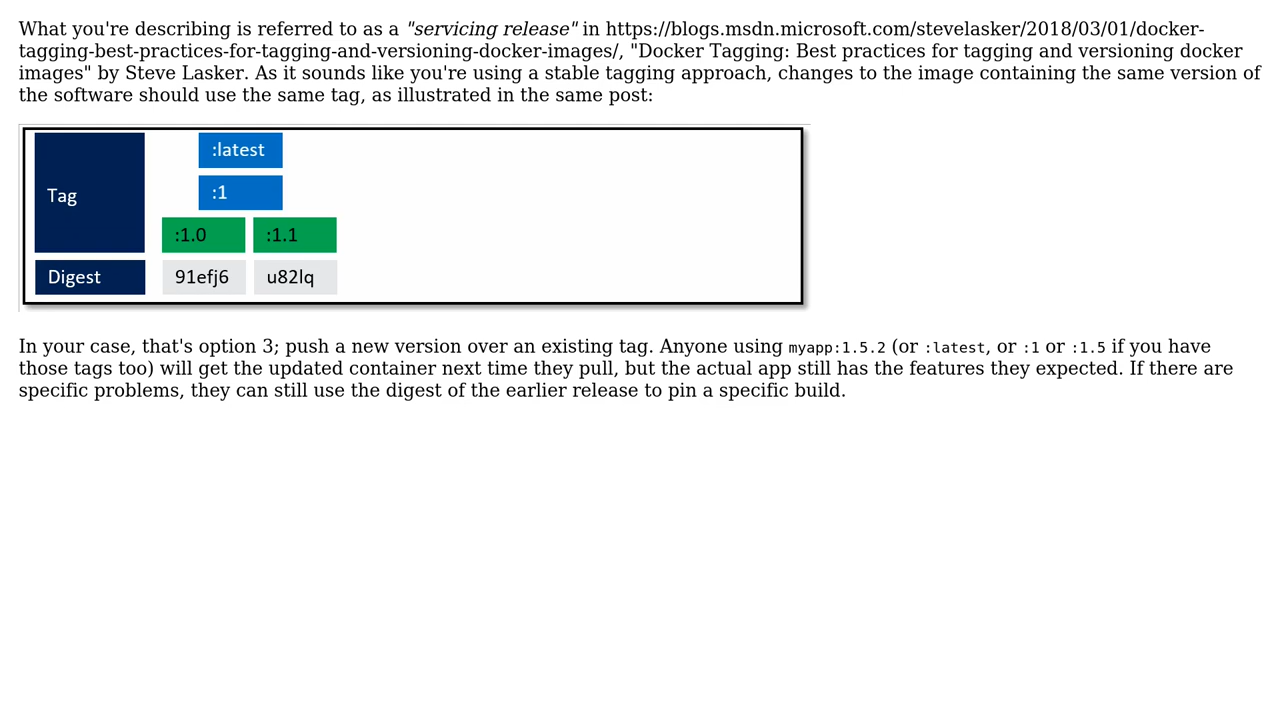 What you're describing is referred to as a "servicing release" in https://blogs.msdn.microsoft.com/stevelasker/2018/03/01/docker-
tagging-best-practices-for-tagging-and-versioning-docker-images/, "Docker Tagging: Best practices for tagging and versioning docker
images" by Steve Lasker. As it sounds like you're using a stable tagging approach, changes to the image containing the same version of
the software should use the same tag, as illustrated in the same post:
:latest
Tag
:1
:1.0 :1.1
Digest 91efj6 u82lq
In your case, that's option 3; push a new version over an existing tag. Anyone using myapp:1.5.2 (or :latest, or :1 or :1.5 if you have
those tags too) will get the updated container next time they pull, but the actual app still has the features they expected. If there are
specific problems, they can still use the digest of the earlier release to pin a specific build.